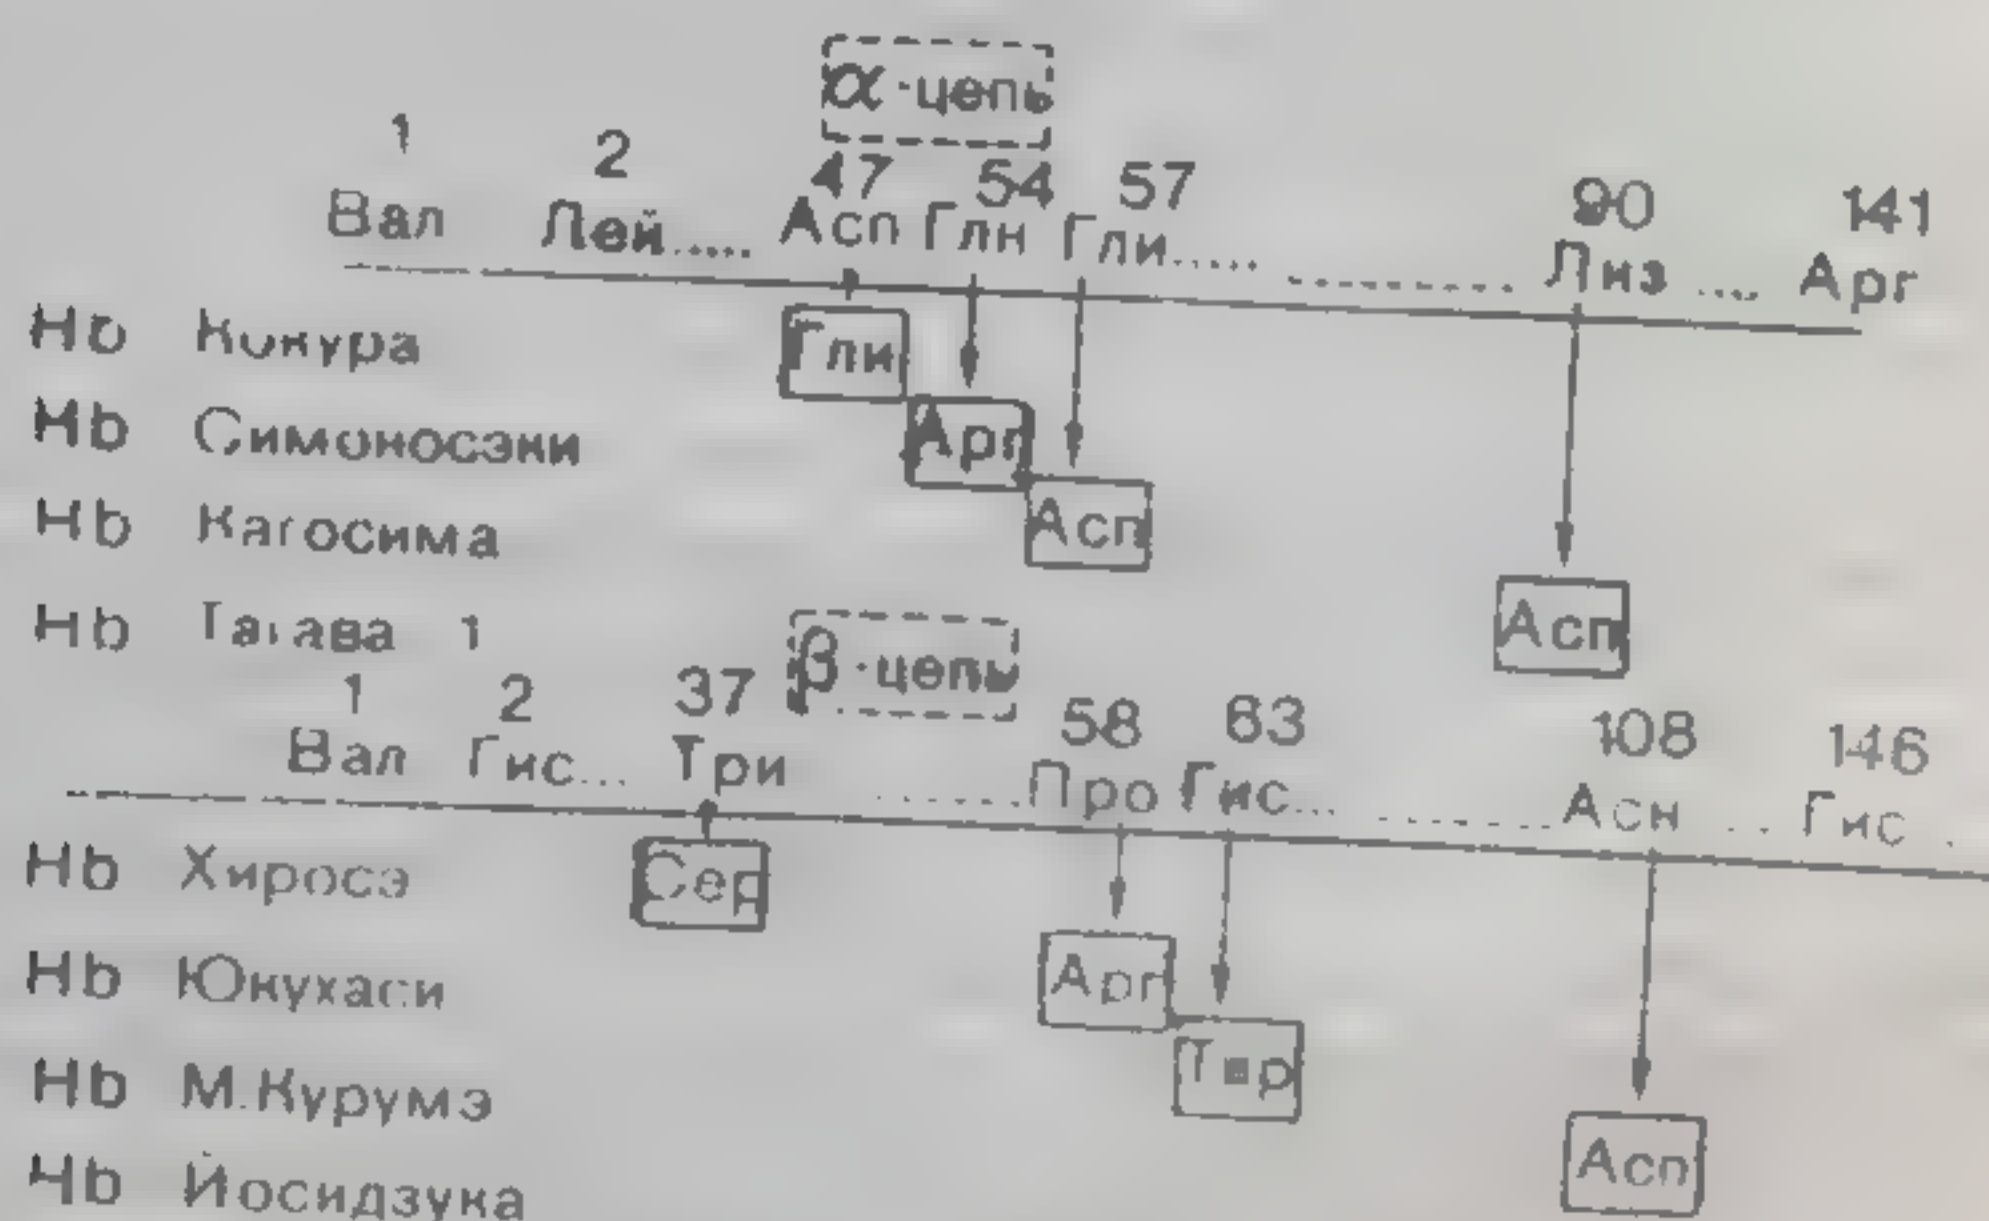 α-цепь
1 2 47 54 57 90 141
Вал Лей..... Асп Глн Гли..... ........... Лиз .... Арг
Hb Кокура Гли
Hb Симоносэки Арг
Hb Кагосима Асп
Hb Тагава 1 Асп
β-цепь
1 2 37 58 63 108 146
Вал Гис... Три ........Про Гис... ........Асн .... Гис .
Hb Хиросэ Сер
Hb Юкухаси Арг
Hb М.Курумэ Тир
Hb Йосидзука Асп